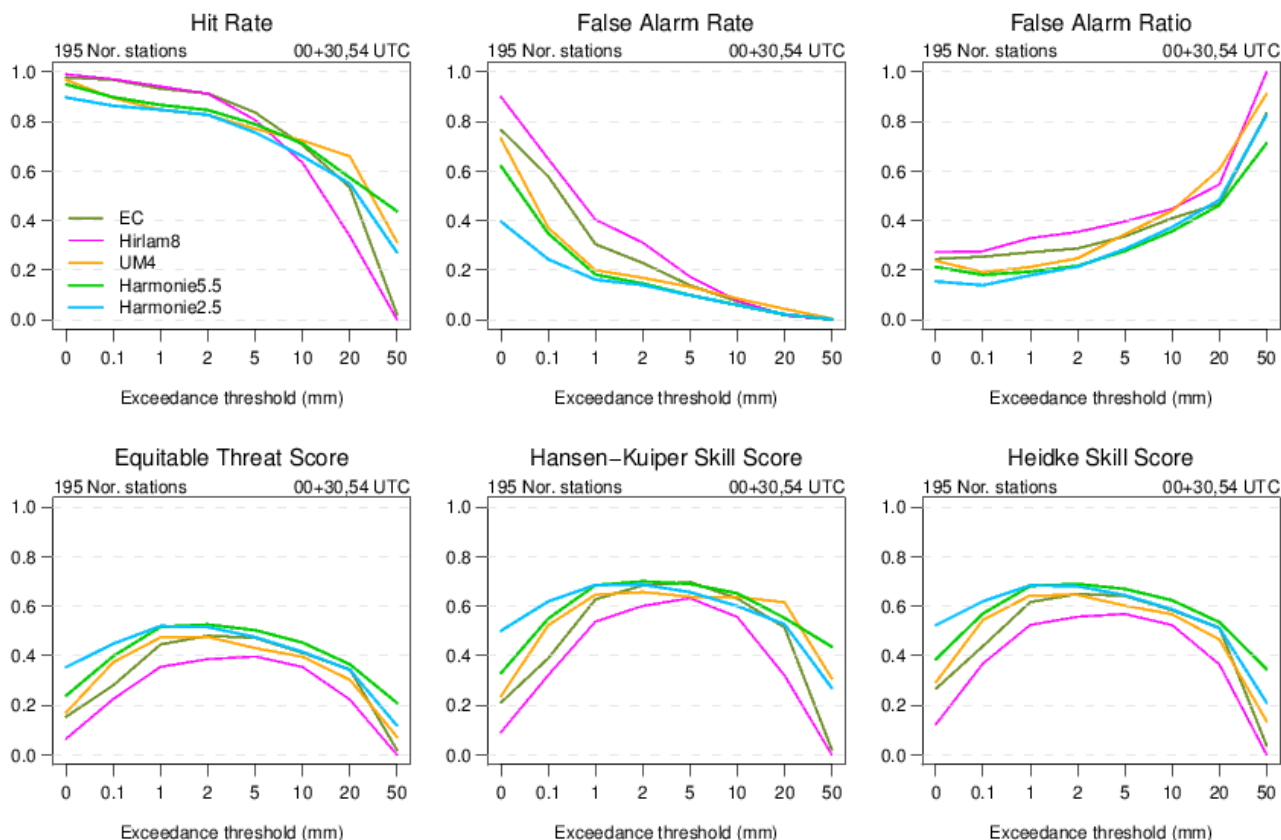 Hit Rate
195 Nor. stations 00+30,54 UTC
1.0
0.8
0.6
0.4
0.2
0.0
EC
Hirlam8
UM4
Harmonie5.5
Harmonie2.5
0 0.1 1 2 5 10 20 50
Exceedance threshold (mm)
False Alarm Rate
195 Nor. stations 00+30,54 UTC
1.0
0.8
0.6
0.4
0.2
0.0
0 0.1 1 2 5 10 20 50
Exceedance threshold (mm)
False Alarm Ratio
195 Nor. stations 00+30,54 UTC
1.0
0.8
0.6
0.4
0.2
0.0
0 0.1 1 2 5 10 20 50
Exceedance threshold (mm)
Equitable Threat Score
195 Nor. stations 00+30,54 UTC
1.0
0.8
0.6
0.4
0.2
0.0
0 0.1 1 2 5 10 20 50
Exceedance threshold (mm)
Hansen−Kuiper Skill Score
195 Nor. stations 00+30,54 UTC
1.0
0.8
0.6
0.4
0.2
0.0
0 0.1 1 2 5 10 20 50
Exceedance threshold (mm)
Heidke Skill Score
195 Nor. stations 00+30,54 UTC
1.0
0.8
0.6
0.4
0.2
0.0
0 0.1 1 2 5 10 20 50
Exceedance threshold (mm)